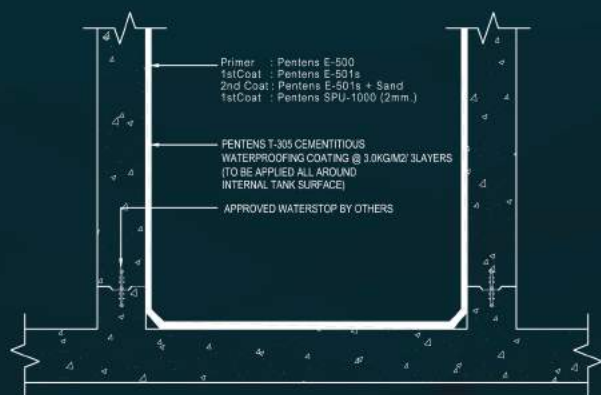 Primer : Pentens E-500
1stCoat : Pentens E-501s
2nd Coat : Pentens E-501s + Sand
1stCoat : Pentens SPU-1000 (2mm.)
PENTENS T-305 CEMENTITIOUS
WATERPROOFING COATING @ 3.0KG/M2/ 3LAYERS
(TO BE APPLIED ALL AROUND
INTERNAL TANK SURFACE)
APPROVED WATERSTOP BY OTHERS